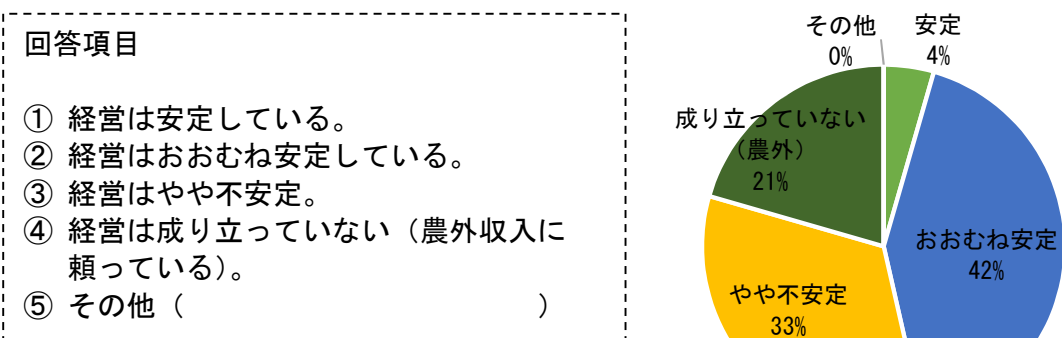 回答項目
① 経営は安定している。
② 経営はおおむね安定している。
③ 経営はやや不安定。
④ 経営は成り立っていない（農外収入に
頼っている）。
⑤ その他（　　　　　　　　　　　　　）
その他
0%
安定
4%
成り立っていない
（農外）
21%
おおむね安定
42%
やや不安定
33%